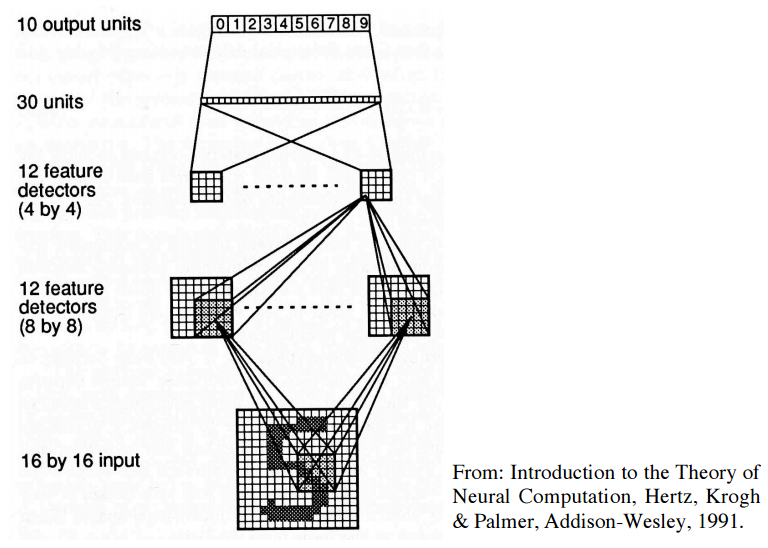 10 output units
0 1 2 3 4 5 6 7 8 9
30 units
12 feature
detectors
(4 by 4)
12 feature
detectors
(8 by 8)
16 by 16 input
From: Introduction to the Theory of
Neural Computation, Hertz, Krogh
& Palmer, Addison-Wesley, 1991.